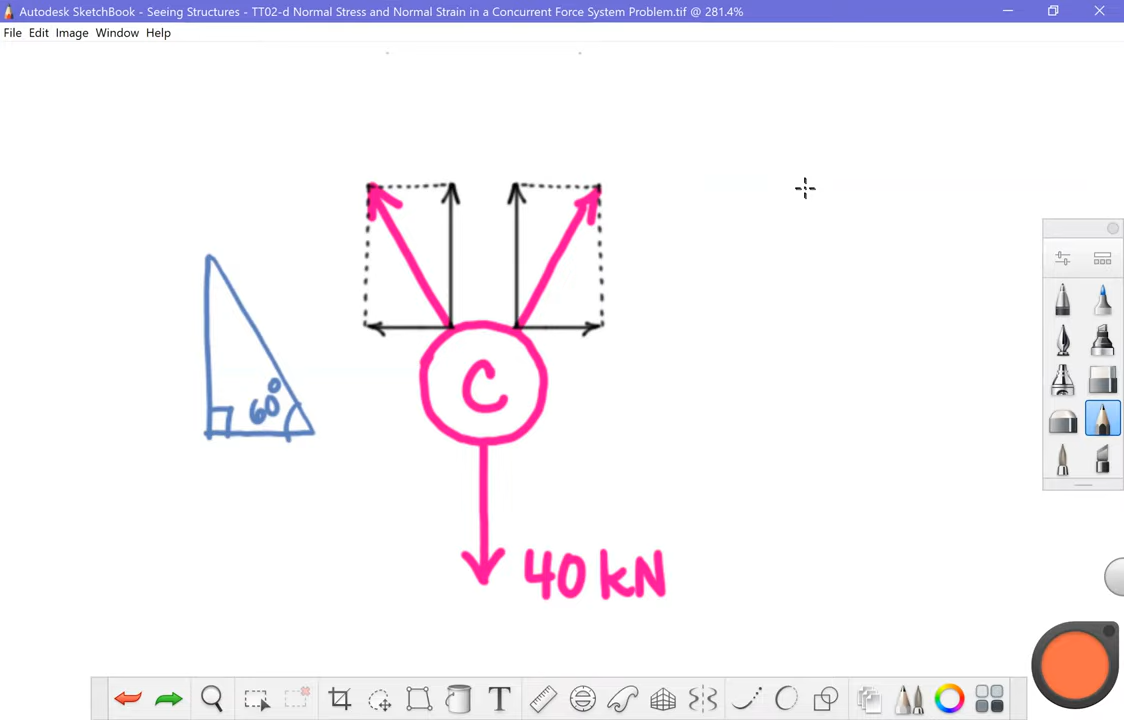 Autodesk SketchBook - Seeing Structures - TT02-d Normal Stress and Normal Strain in a Concurrent Force System Problem.tif @ 281.4%
File Edit Image Window Help
60°
C
40 kN
T